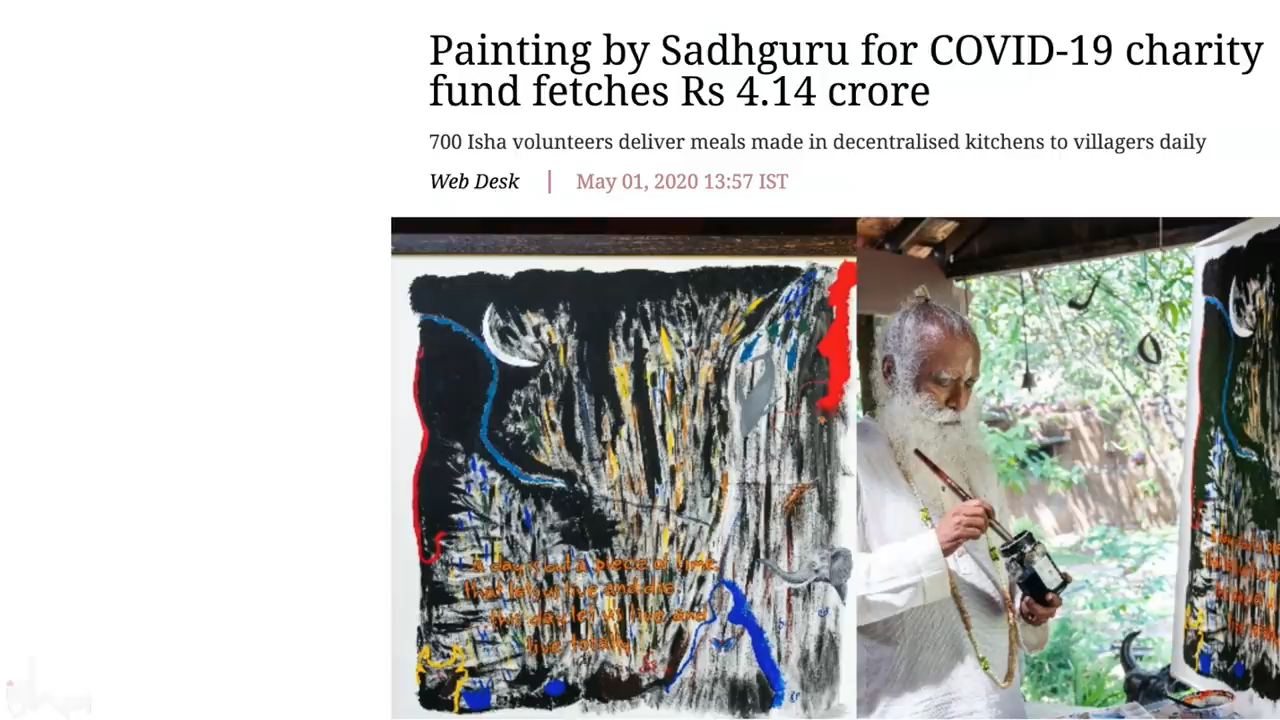 Painting by Sadhguru for COVID-19 charity
fund fetches Rs 4.14 crore
700 Isha volunteers deliver meals made in decentralised kitchens to villagers daily
Web Desk | May 01, 2020 13:57 IST
A day is but a piece of time
that let us live and die
this day let us live and
live totally